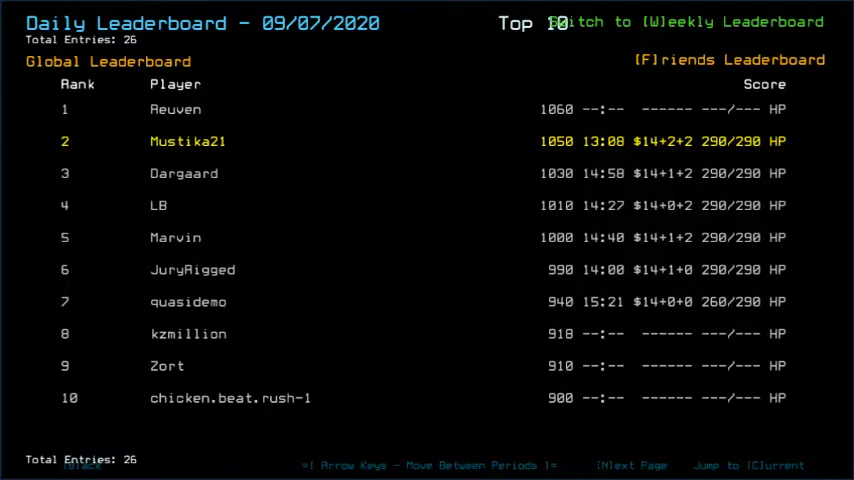 Daily Leaderboard - 09/07/2020 Top 10 Switch to [W]eekly Leaderboard
Total Entries: 26
Global Leaderboard [F]riends Leaderboard
Rank Player Score
1 Reuven 1060 --:-- ------ ---/--- HP
2 Mustika21 1050 13:08 $14+2+2 290/290 HP
3 Dargaard 1030 14:58 $14+1+2 290/290 HP
4 LB 1010 14:27 $14+0+2 290/290 HP
5 Marvin 1000 14:40 $14+1+2 290/290 HP
6 JuryRigged 990 14:00 $14+1+0 290/290 HP
7 quasidemo 940 15:21 $14+0+0 260/290 HP
8 kzmillion 918 --:-- ------ ---/--- HP
9 Zort 910 --:-- ------ ---/--- HP
10 chicken.beat.rush-1 900 --:-- ------ ---/--- HP
Total Entries: 26
[B]ack =[ Arrow Keys - Move Between Periods ]= [N]ext Page Jump to [C]urrent